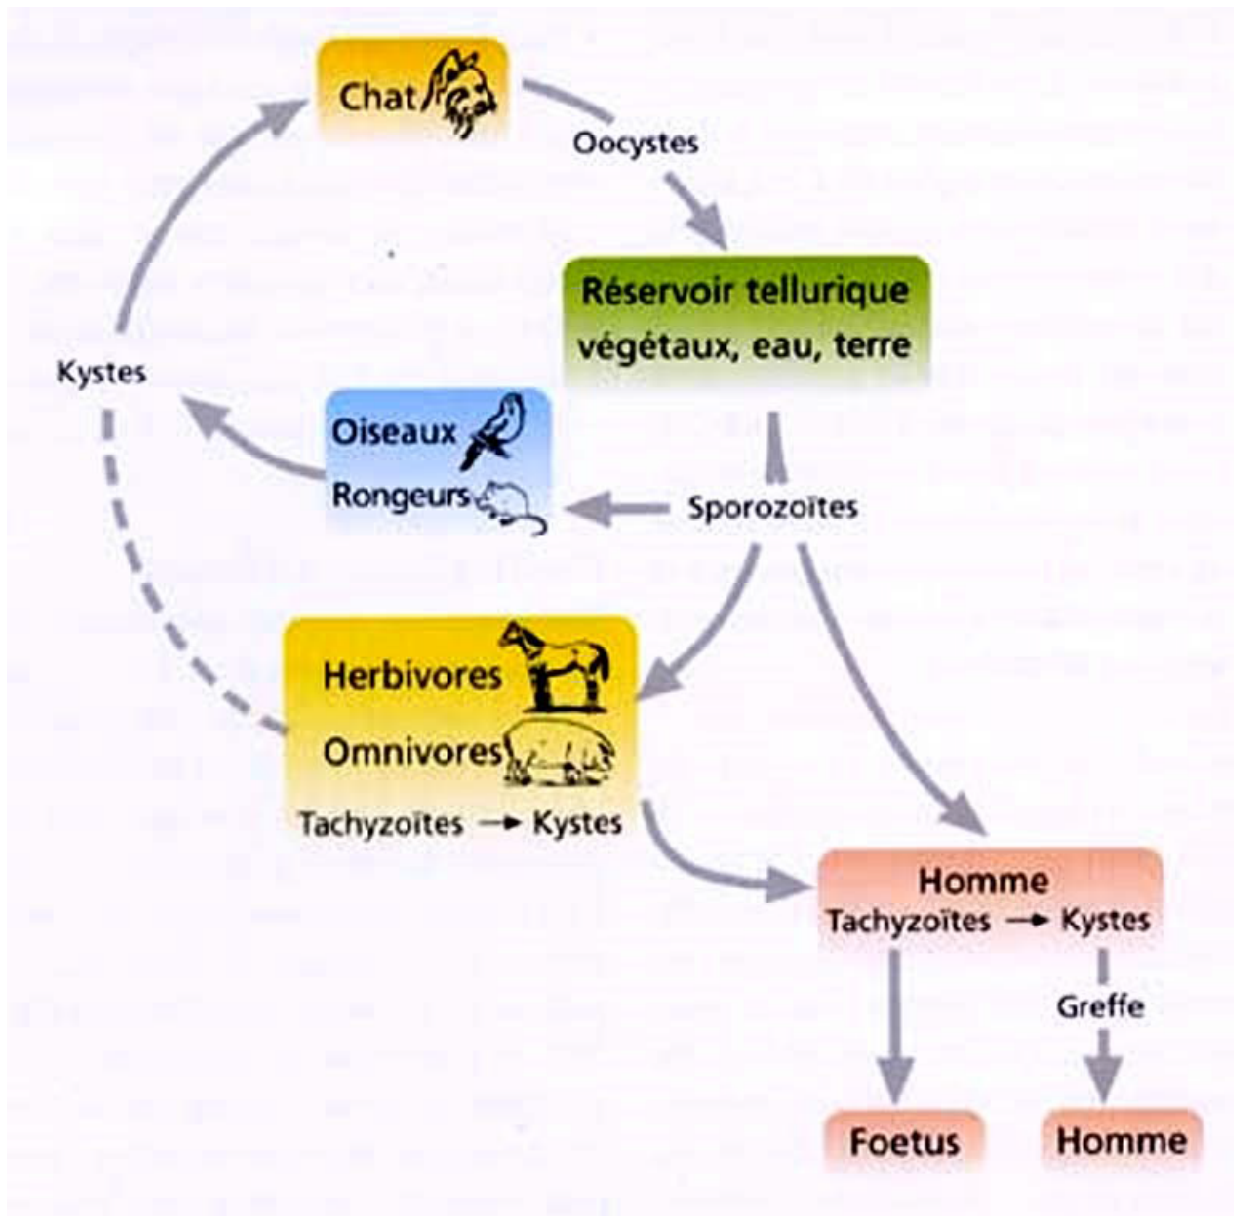 Chat
Oocystes
Réservoir tellurique
végétaux, eau, terre
Kystes
Oiseaux
Rongeurs
Sporozoïtes
Herbivores
Omnivores
Tachyzoïtes → Kystes
Homme
Tachyzoïtes → Kystes
Greffe
Foetus
Homme